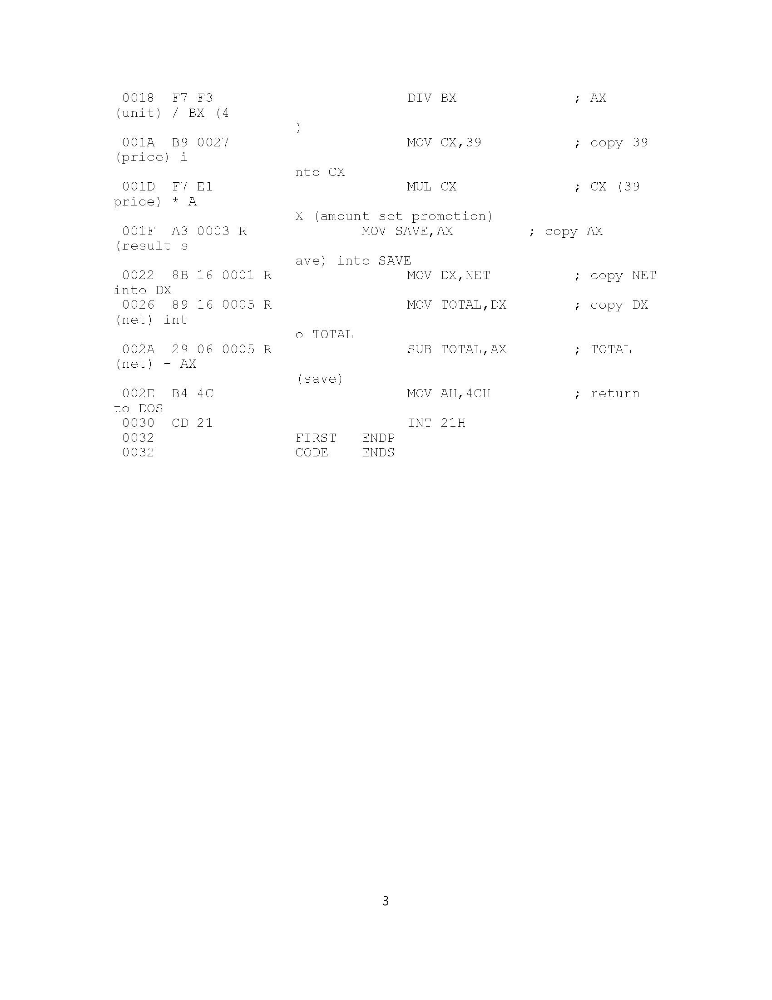 0018  F7 F3                       DIV BX              ; AX
(unit) / BX (4
)
001A  B9 0027                     MOV CX,39           ; copy 39
(price) i
nto CX
001D  F7 E1                       MUL CX              ; CX (39
price) * A
X (amount set promotion)
001F  A3 0003 R              MOV SAVE,AX         ; copy AX
(result s
ave) into SAVE
0022  8B 16 0001 R                MOV DX,NET          ; copy NET
into DX
0026  89 16 0005 R                MOV TOTAL,DX        ; copy DX
(net) int
o TOTAL
002A  29 06 0005 R                SUB TOTAL,AX        ; TOTAL
(net) - AX
(save)
002E  B4 4C                       MOV AH,4CH          ; return
to DOS
0030  CD 21                       INT 21H
0032                 FIRST   ENDP
0032                 CODE    ENDS
3